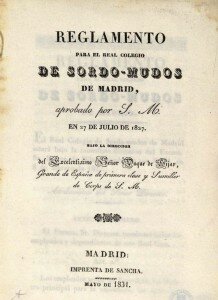 REGLAMENTO
PARA EL REAL COLEGIO
DE SORDO-MUDOS
DE MADRID,
aprobado por S. M.
EN 27 DE JULIO DE 1827.
BAJO LA DIRECCION
del Excelentísimo Señor Duque de Hijar,
Grande de España de primera clase y Sumiller
de Corps de S. M.
MADRID:
IMPRENTA DE SANCHA.
MAYO DE 1831.